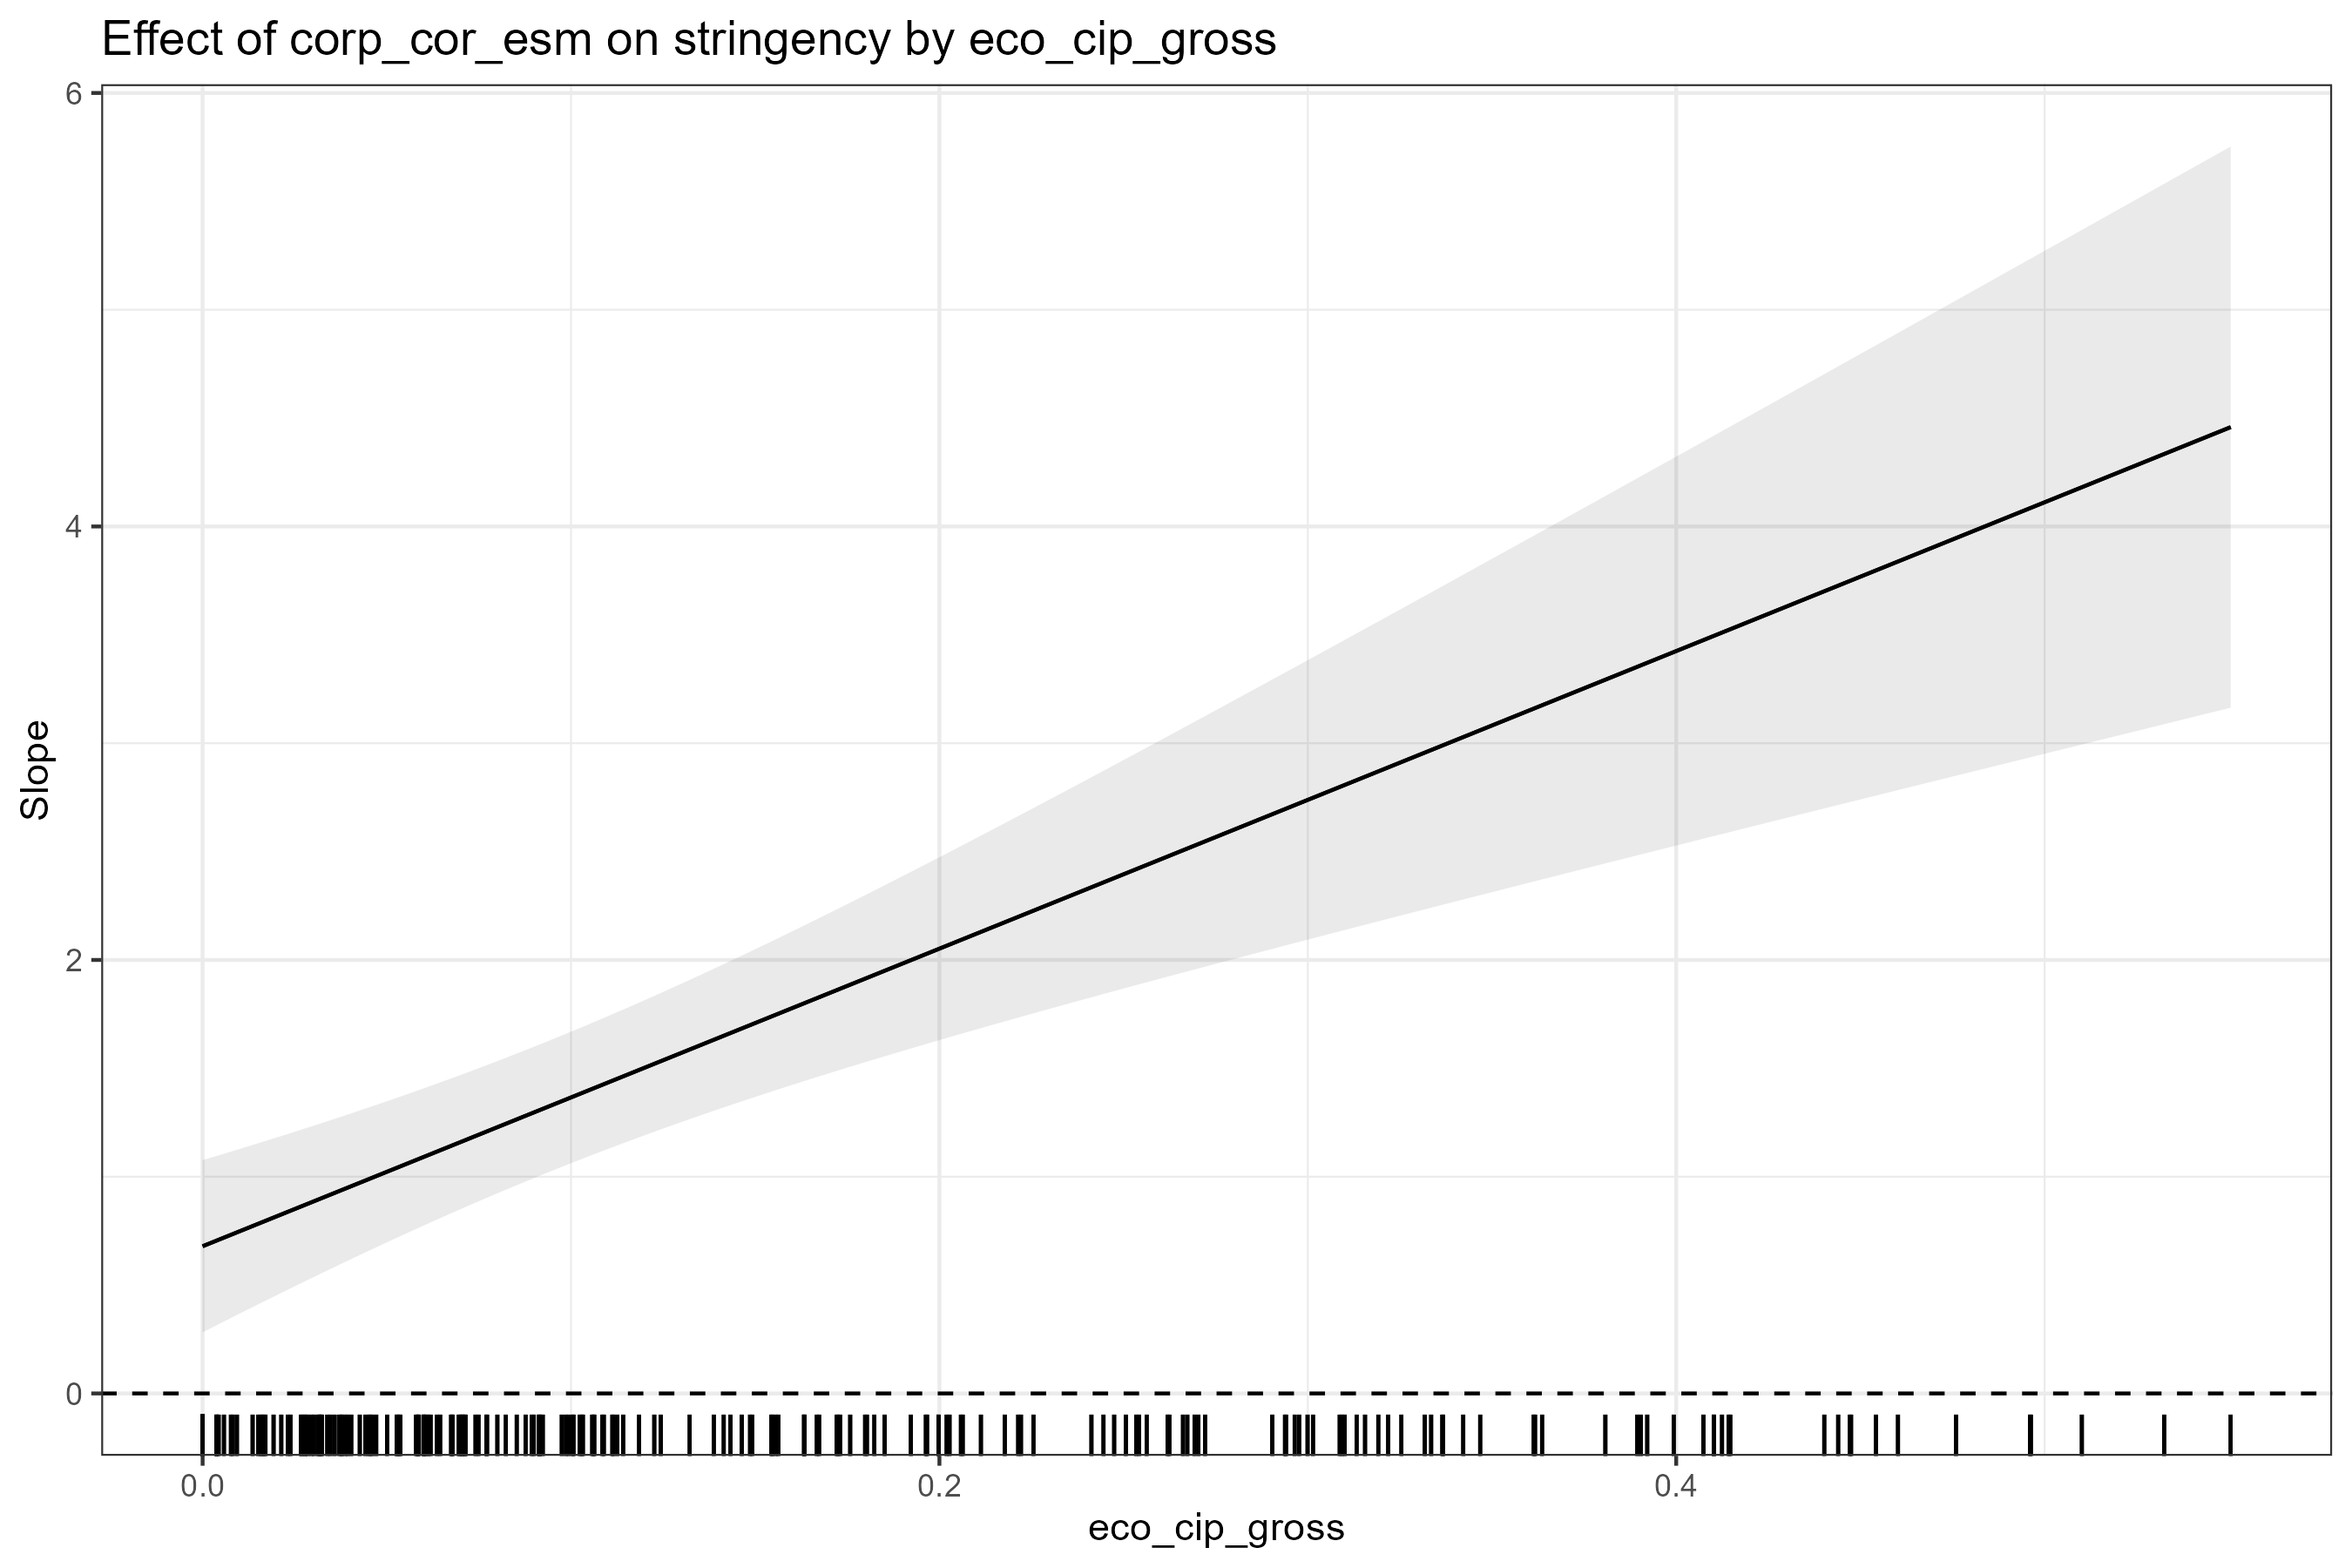 Effect of corp_cor_esm on stringency by eco_cip_gross
6
4
2
0
Slope
0.0 0.2 0.4
eco_cip_gross